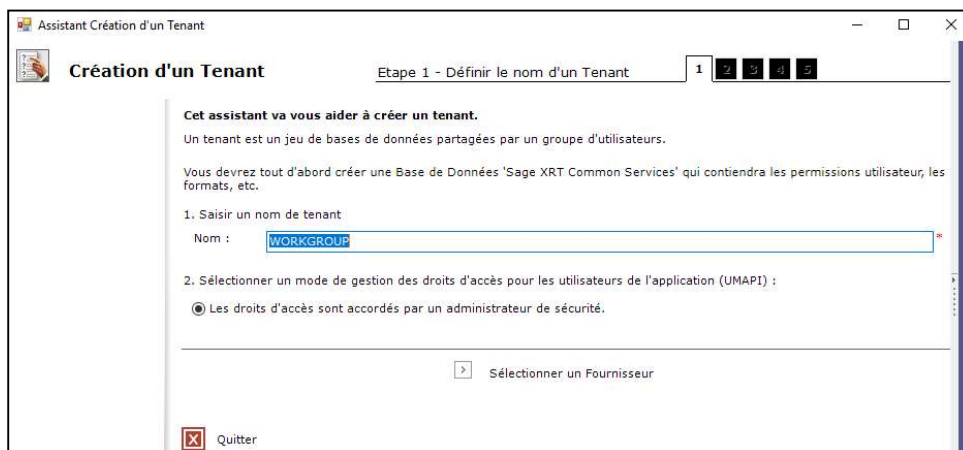 Assistant Création d'un Tenant
Création d'un Tenant
Etape 1 - Définir le nom d'un Tenant
1 2 3 4 5
Cet assistant va vous aider à créer un tenant.
Un tenant est un jeu de bases de données partagées par un groupe d'utilisateurs.
Vous devrez tout d'abord créer une Base de Données 'Sage XRT Common Services' qui contiendra les permissions utilisateur, les
formats, etc.
1. Saisir un nom de tenant
Nom : WORKGROUP *
2. Sélectionner un mode de gestion des droits d'accès pour les utilisateurs de l'application (UMAPI) :
Les droits d'accès sont accordés par un administrateur de sécurité.
Sélectionner un Fournisseur
Quitter